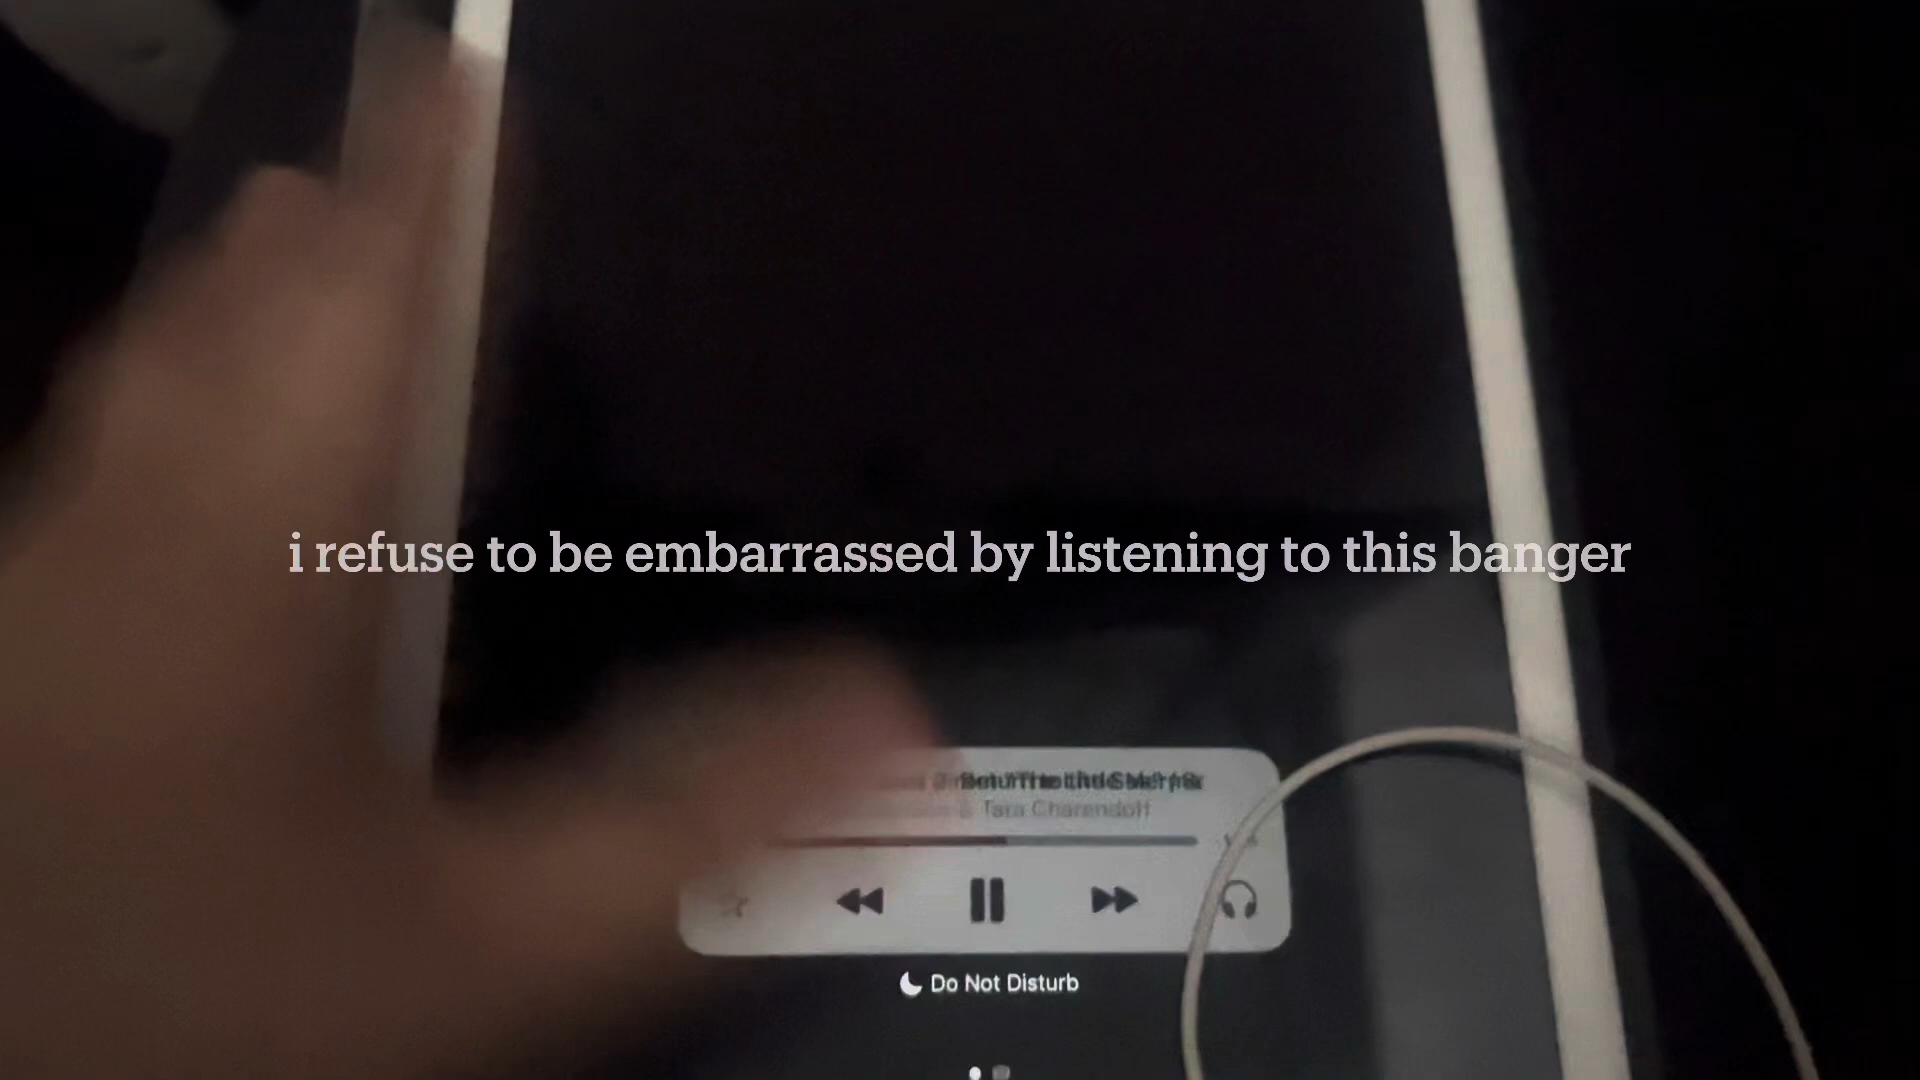 i refuse to be embarrassed by listening to this banger
Tara Charendoff
Do Not Disturb